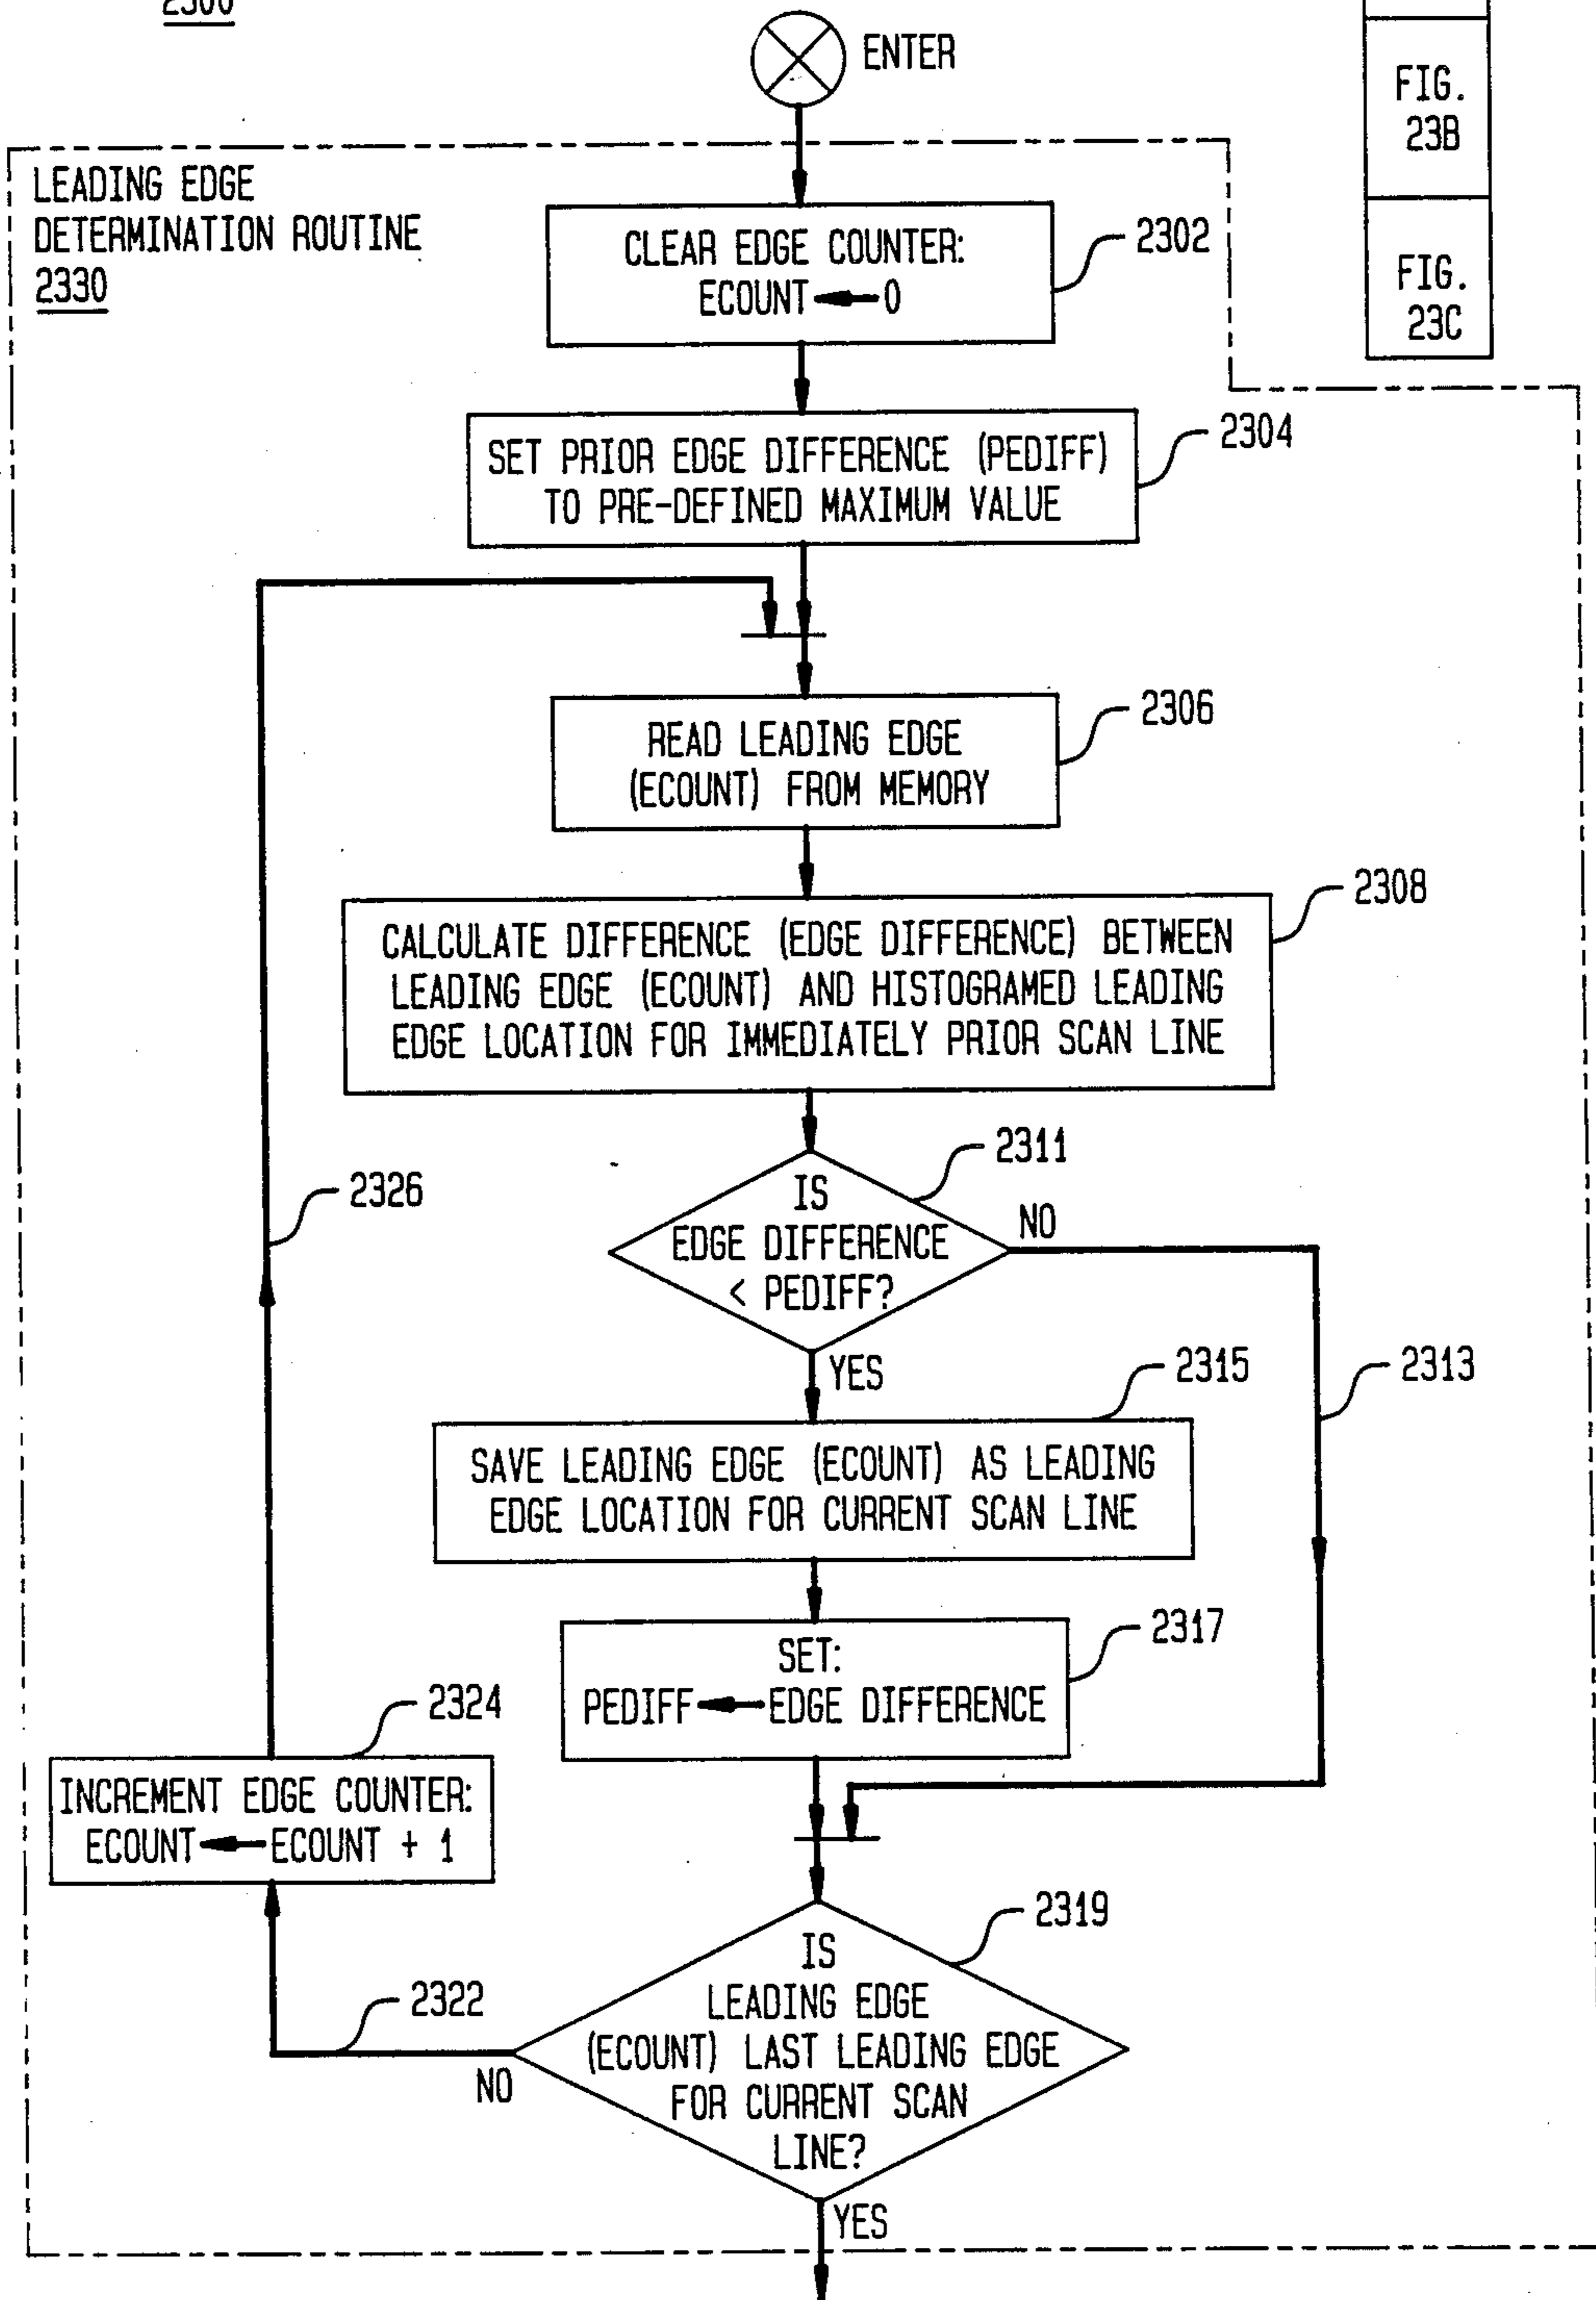 2300
ENTER
FIG.
23B
FIG.
23C
LEADING EDGE
DETERMINATION ROUTINE
2330
CLEAR EDGE COUNTER:
ECOUNT ← 0
2302
SET PRIOR EDGE DIFFERENCE (PEDIFF)
TO PRE-DEFINED MAXIMUM VALUE
2304
READ LEADING EDGE
(ECOUNT) FROM MEMORY
2306
CALCULATE DIFFERENCE (EDGE DIFFERENCE) BETWEEN
LEADING EDGE (ECOUNT) AND HISTOGRAMED LEADING
EDGE LOCATION FOR IMMEDIATELY PRIOR SCAN LINE
2308
IS
EDGE DIFFERENCE
< PEDIFF?
2311
NO
YES
2326
2313
SAVE LEADING EDGE (ECOUNT) AS LEADING
EDGE LOCATION FOR CURRENT SCAN LINE
2315
SET:
PEDIFF ← EDGE DIFFERENCE
2317
INCREMENT EDGE COUNTER:
ECOUNT ← ECOUNT + 1
2324
IS
LEADING EDGE
(ECOUNT) LAST LEADING EDGE
FOR CURRENT SCAN
LINE?
2319
2322
NO
YES